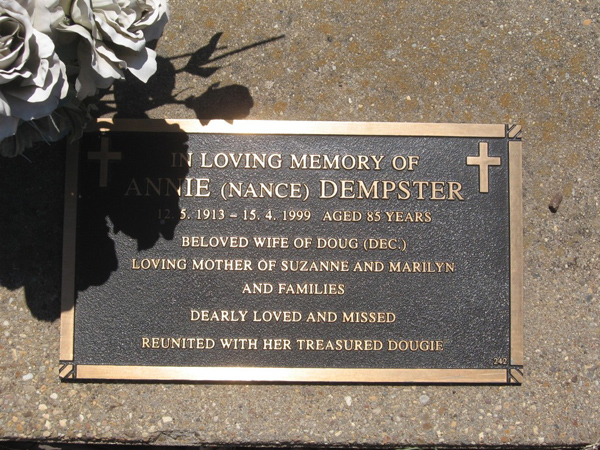 IN LOVING MEMORY OF
ANNIE (NANCE) DEMPSTER
12. 5. 1913 – 15. 4. 1999 AGED 85 YEARS
BELOVED WIFE OF DOUG (DEC.)
LOVING MOTHER OF SUZANNE AND MARILYN
AND FAMILIES
DEARLY LOVED AND MISSED
REUNITED WITH HER TREASURED DOUGIE
242